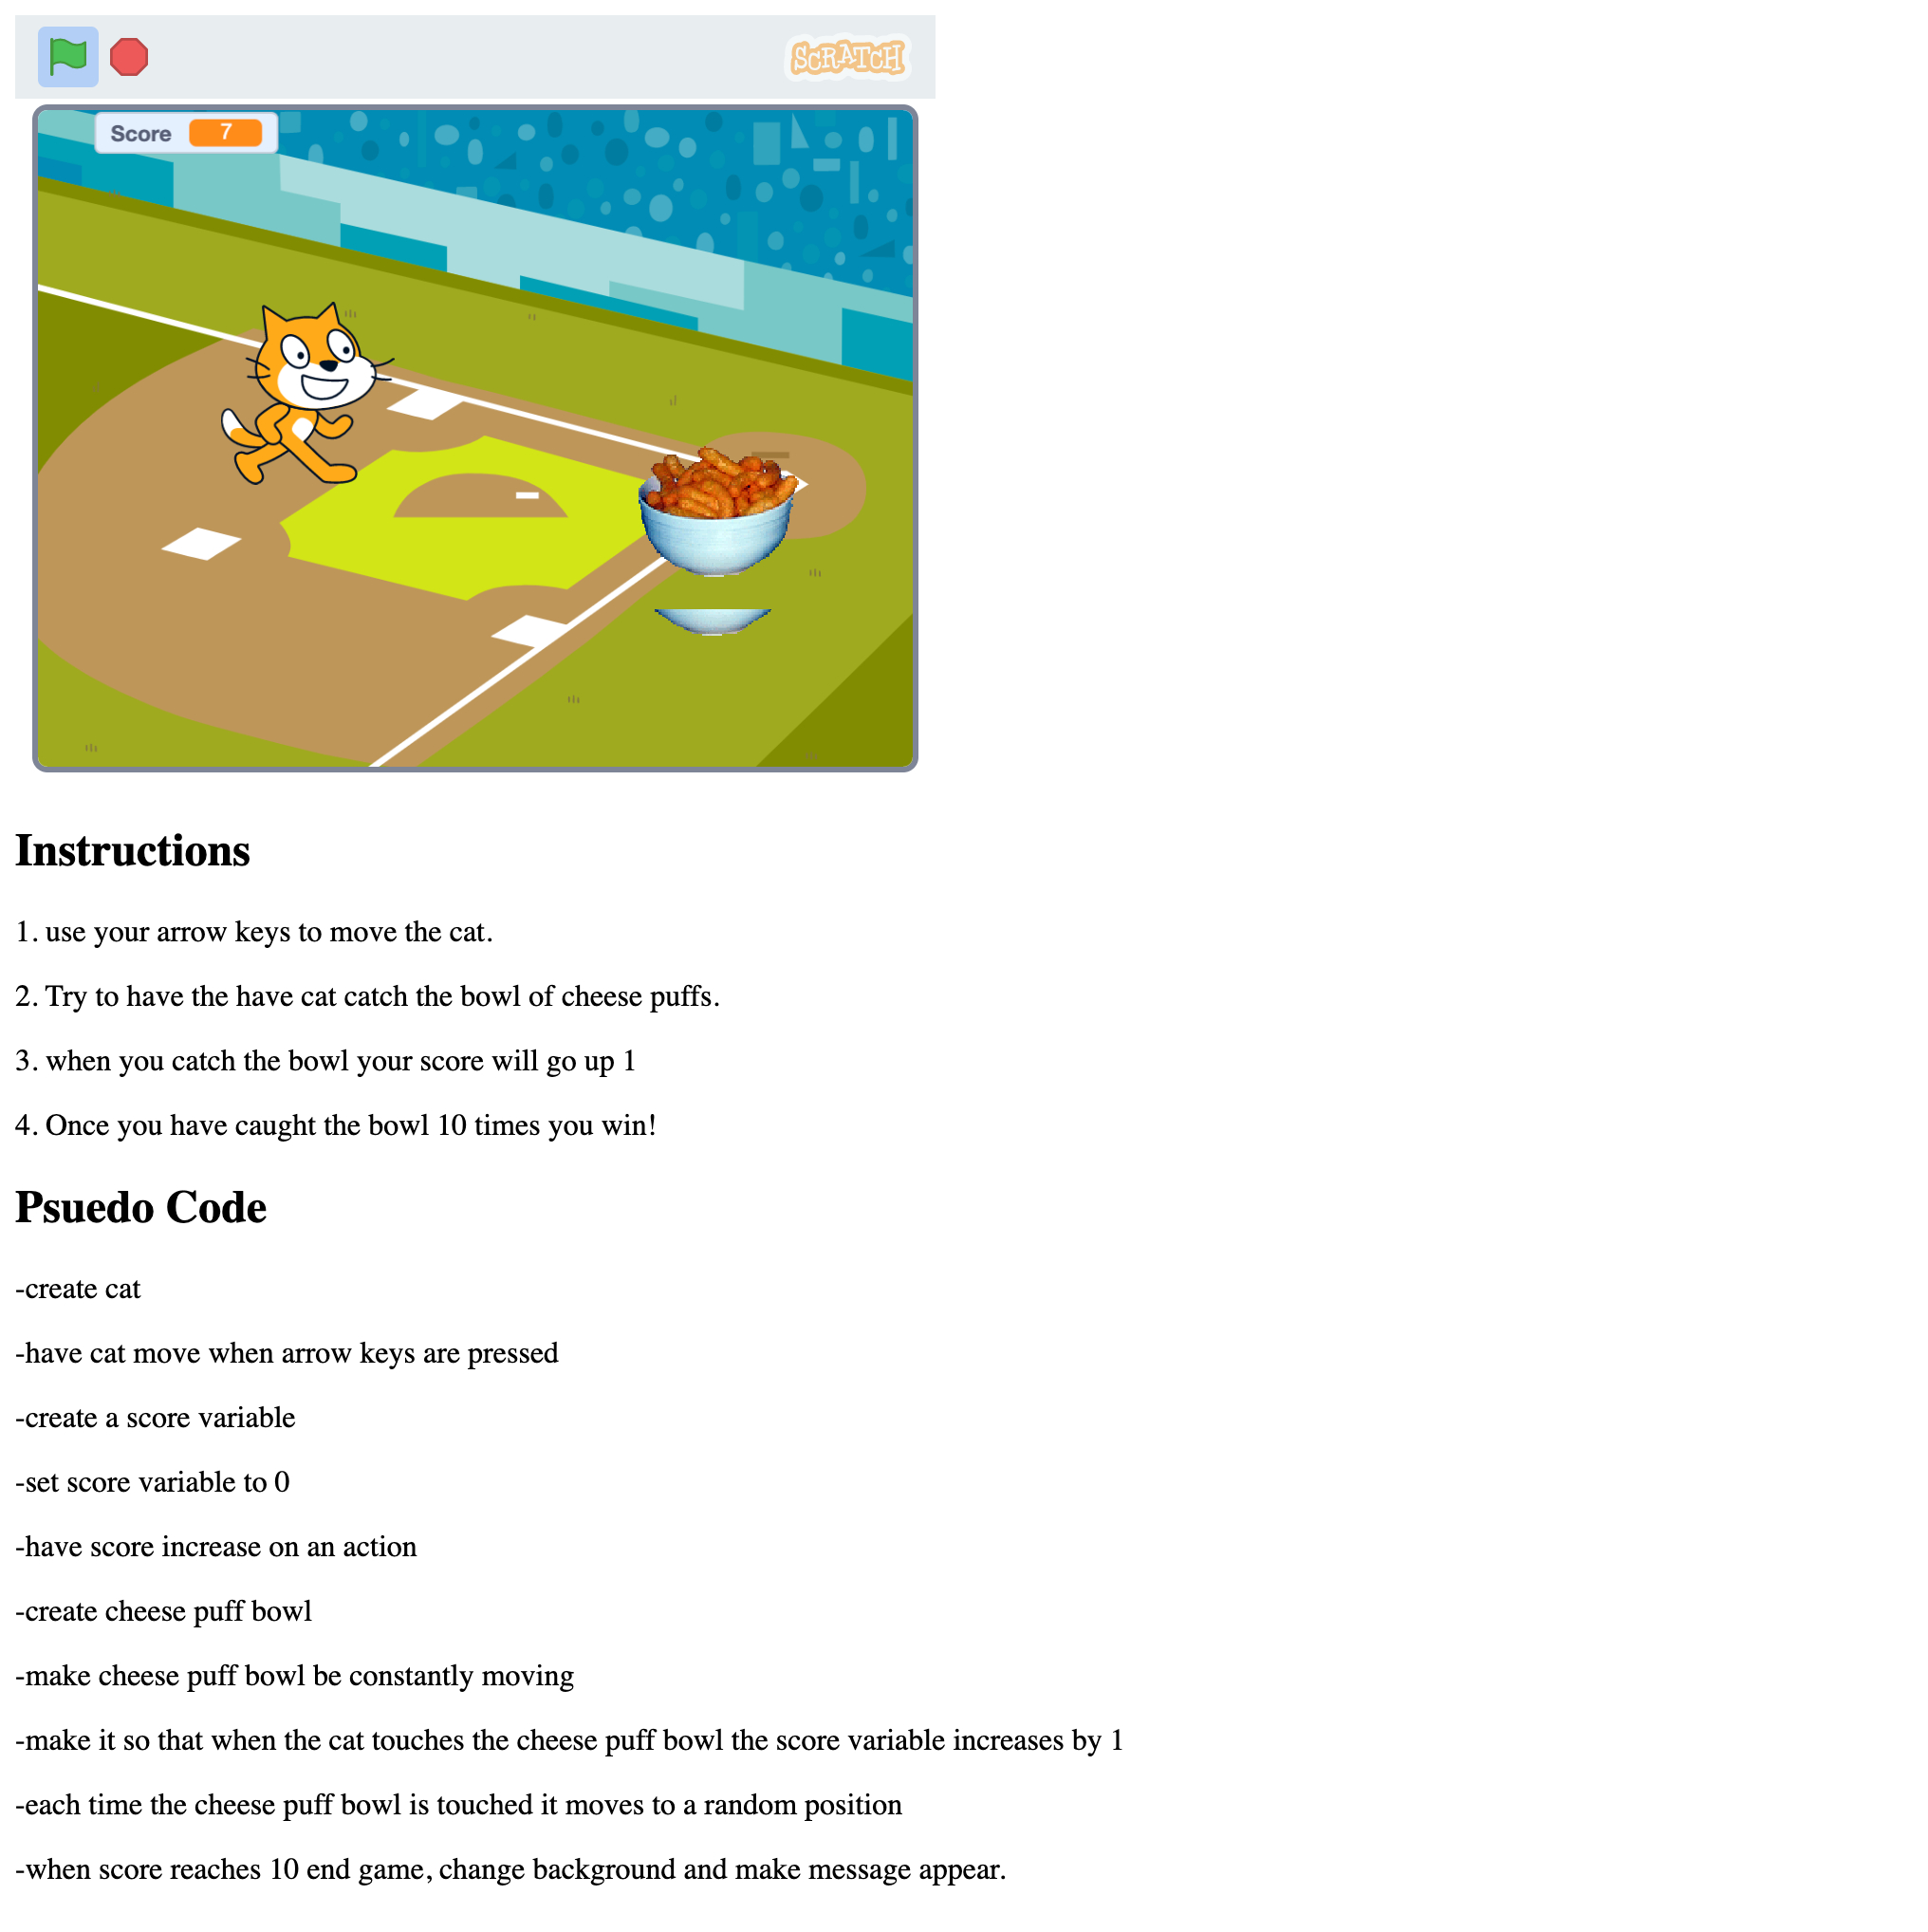 SCRATCH
Score 7
Instructions
1. use your arrow keys to move the cat.
2. Try to have the have cat catch the bowl of cheese puffs.
3. when you catch the bowl your score will go up 1
4. Once you have caught the bowl 10 times you win!
Psuedo Code
-create cat
-have cat move when arrow keys are pressed
-create a score variable
-set score variable to 0
-have score increase on an action
-create cheese puff bowl
-make cheese puff bowl be constantly moving
-make it so that when the cat touches the cheese puff bowl the score variable increases by 1
-each time the cheese puff bowl is touched it moves to a random position
-when score reaches 10 end game, change background and make message appear.